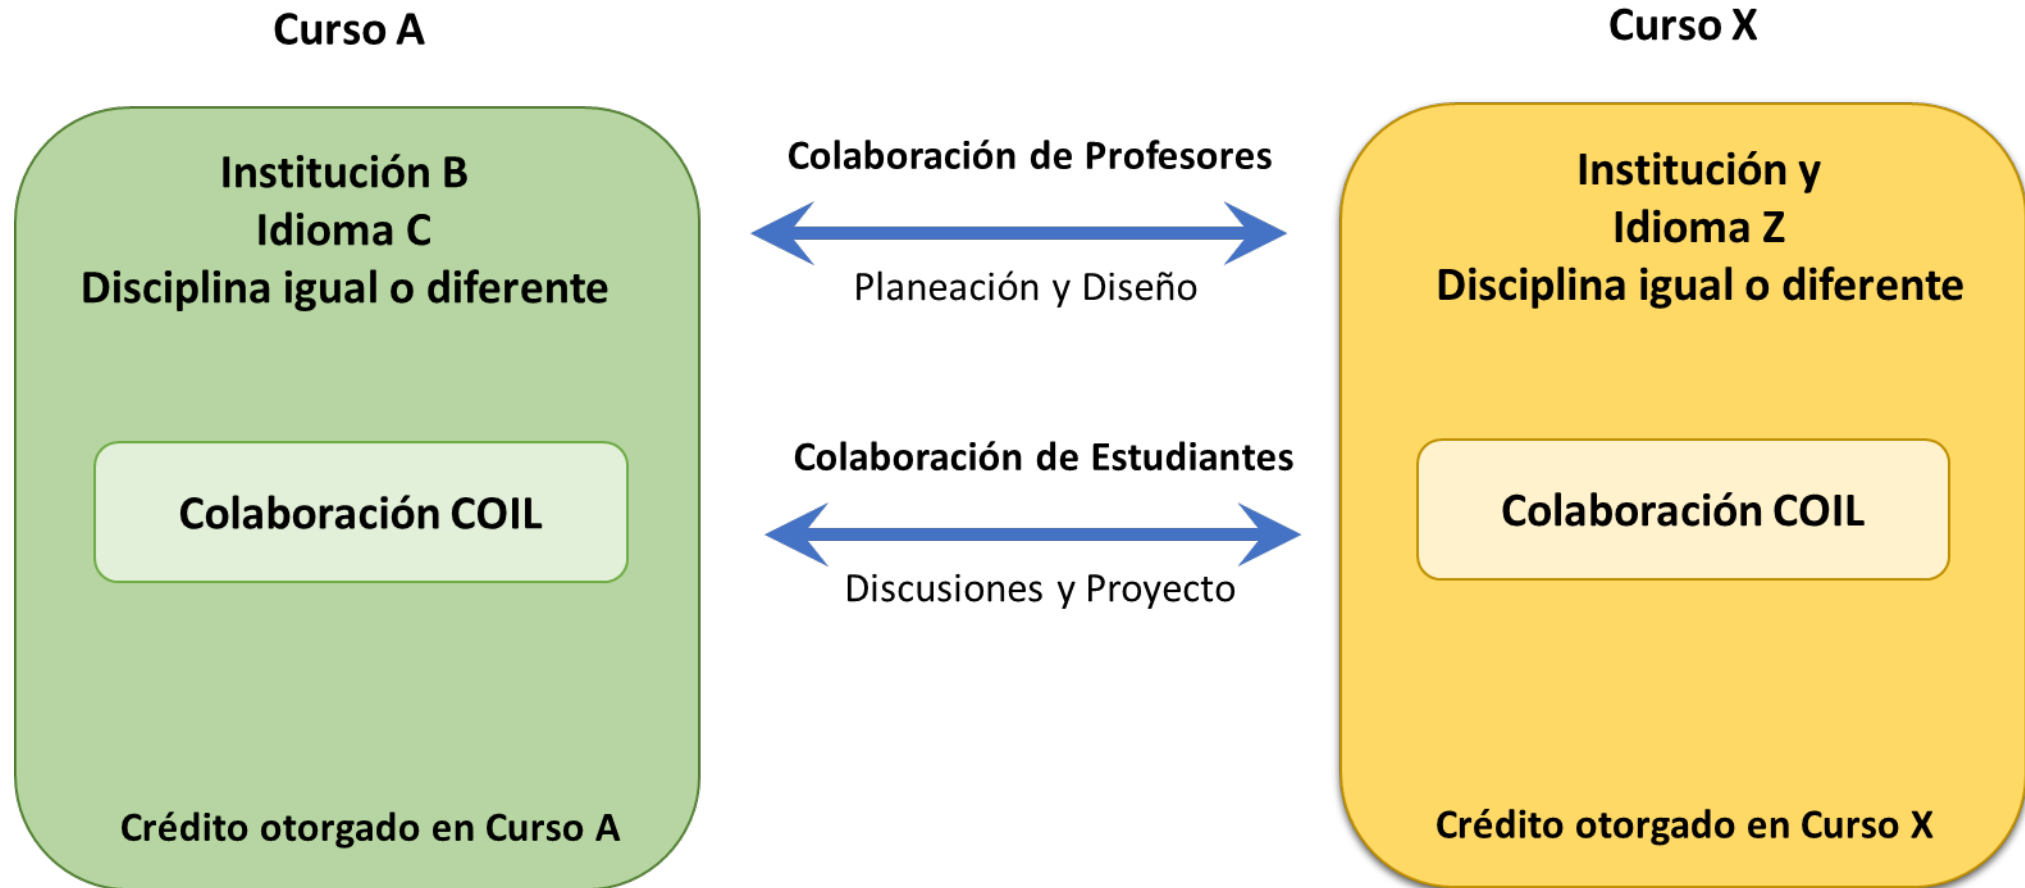 Curso A
Institución B
Idioma C
Disciplina igual o diferente
Colaboración COIL
Crédito otorgado en Curso A
Colaboración de Profesores
Planeación y Diseño
Colaboración de Estudiantes
Discusiones y Proyecto
Curso X
Institución y
Idioma Z
Disciplina igual o diferente
Colaboración COIL
Crédito otorgado en Curso X